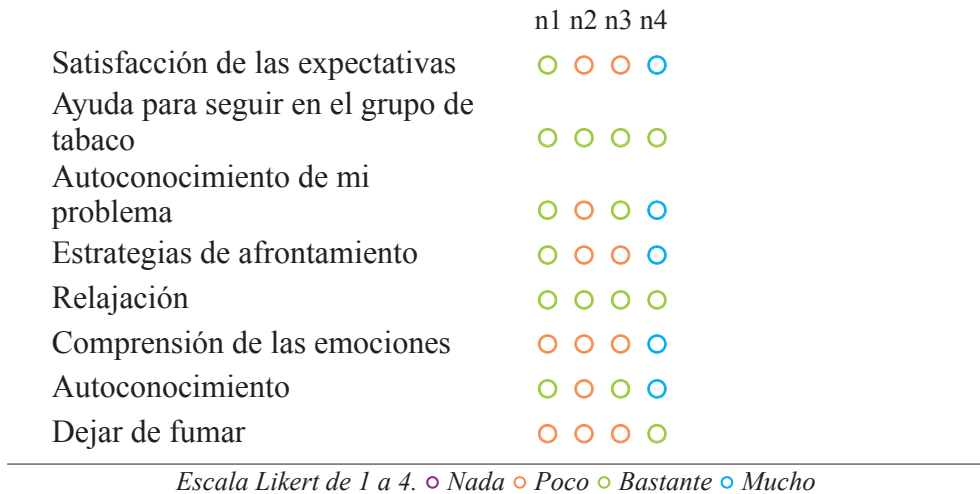 n1 n2 n3 n4
Satisfacción de las expectativas
Ayuda para seguir en el grupo de
tabaco
Autoconocimiento de mi
problema
Estrategias de afrontamiento
Relajación
Comprensión de las emociones
Autoconocimiento
Dejar de fumar
Escala Likert de 1 a 4. Nada Poco Bastante Mucho